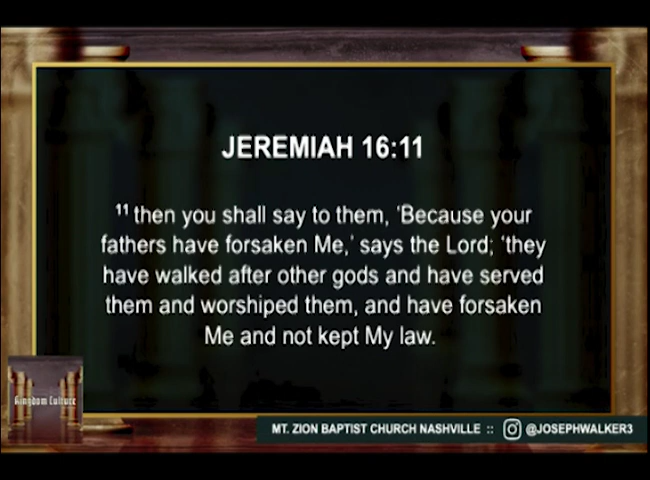 JEREMIAH 16:11
¹¹ then you shall say to them, ‘Because your
fathers have forsaken Me,’ says the Lord; ‘they
have walked after other gods and have served
them and worshiped them, and have forsaken
Me and not kept My law.
Kingdom Culture
MT. ZION BAPTIST CHURCH NASHVILLE :: @JOSEPHWALKER3